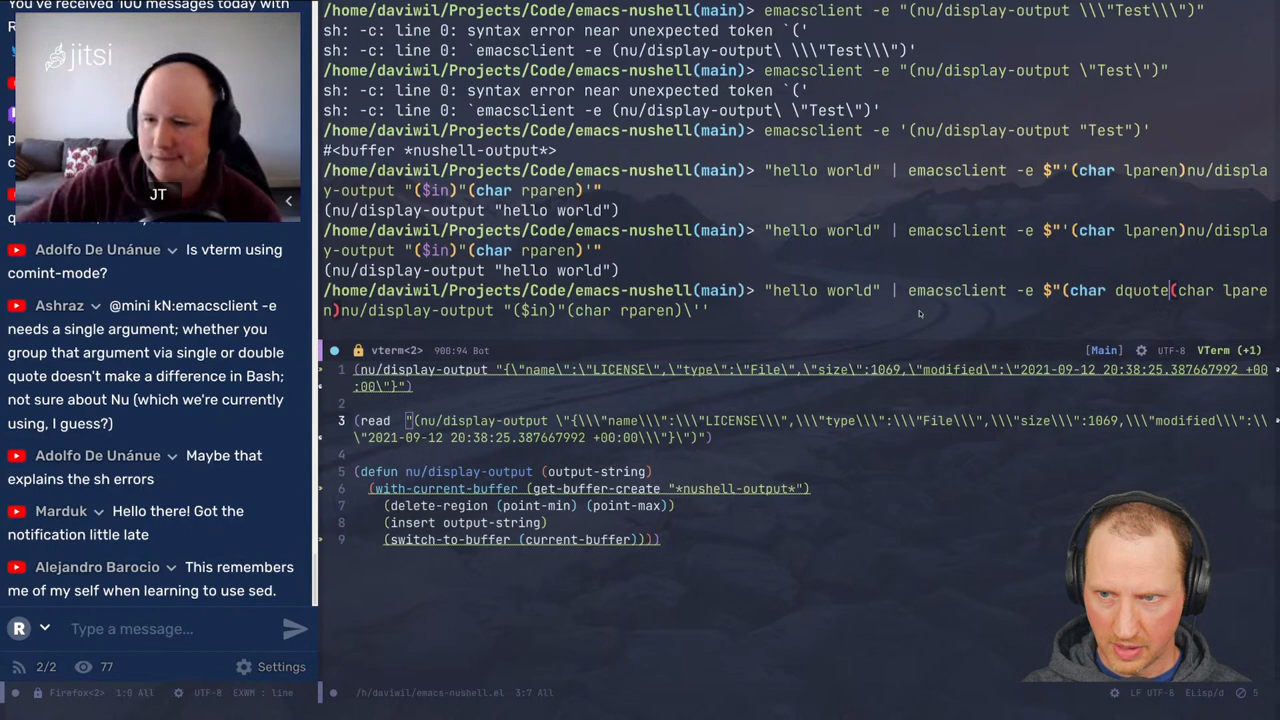 You've received 100 messages today with
R
jitsi
JT
p
c
q
Adolfo De Unánue Is vterm using
comint-mode?
Ashraz @mini kN:emacsclient -e
needs a single argument; whether you
group that argument via single or double
quote doesn't make a difference in Bash;
not sure about Nu (which we're currently
using, I guess?)
Adolfo De Unánue Maybe that
explains the sh errors
Marduk Hello there! Got the
notification little late
Alejandro Barocio This remembers
me of my self when learning to use sed.
R Type a message...
2/2 77 Settings
Firefox<2> 1:0 All UTF-8 EXWM : line
/home/daviwil/Projects/Code/emacs-nushell(main)> emacsclient -e "(nu/display-output \\\"Test\\\")"
sh: -c: line 0: syntax error near unexpected token `('
sh: -c: line 0: `emacsclient -e (nu/display-output\ \\\"Test\\\")'
/home/daviwil/Projects/Code/emacs-nushell(main)> emacsclient -e "(nu/display-output \"Test\")"
sh: -c: line 0: syntax error near unexpected token `('
sh: -c: line 0: `emacsclient -e (nu/display-output\ \"Test\")'
/home/daviwil/Projects/Code/emacs-nushell(main)> emacsclient -e '(nu/display-output "Test")'
#<buffer *nushell-output*>
/home/daviwil/Projects/Code/emacs-nushell(main)> "hello world" | emacsclient -e $"'(char lparen)nu/displa
y-output "($in)"(char rparen)'"
(nu/display-output "hello world")
/home/daviwil/Projects/Code/emacs-nushell(main)> "hello world" | emacsclient -e $"'(char lparen)nu/displa
y-output "($in)"(char rparen)'"
(nu/display-output "hello world")
/home/daviwil/Projects/Code/emacs-nushell(main)> "hello world" | emacsclient -e $"(char dquote(char lpare
n)nu/display-output "($in)"(char rparen)\''
vterm<2> 900:94 Bot [Main] UTF-8 VTerm (+1)
1 (nu/display-output "{\"name\":\"LICENSE\",\"type\":\"File\",\"size\":1069,\"modified\":\"2021-09-12 20:38:25.387667992 +00
:00\"}")
2
3 (read "(nu/display-output \"{\\\"name\\\":\\\"LICENSE\\\",\\\"type\\\":\\\"File\\\",\\\"size\\\":1069,\\\"modified\\\":\\
\"2021-09-12 20:38:25.387667992 +00:00\\\"}\")")
4
5 (defun nu/display-output (output-string)
6 (with-current-buffer (get-buffer-create "*nushell-output*")
7 (delete-region (point-min) (point-max))
8 (insert output-string)
9 (switch-to-buffer (current-buffer))))
/h/daviwil/emacs-nushell.el 3:7 All LF UTF-8 ELisp/d 5